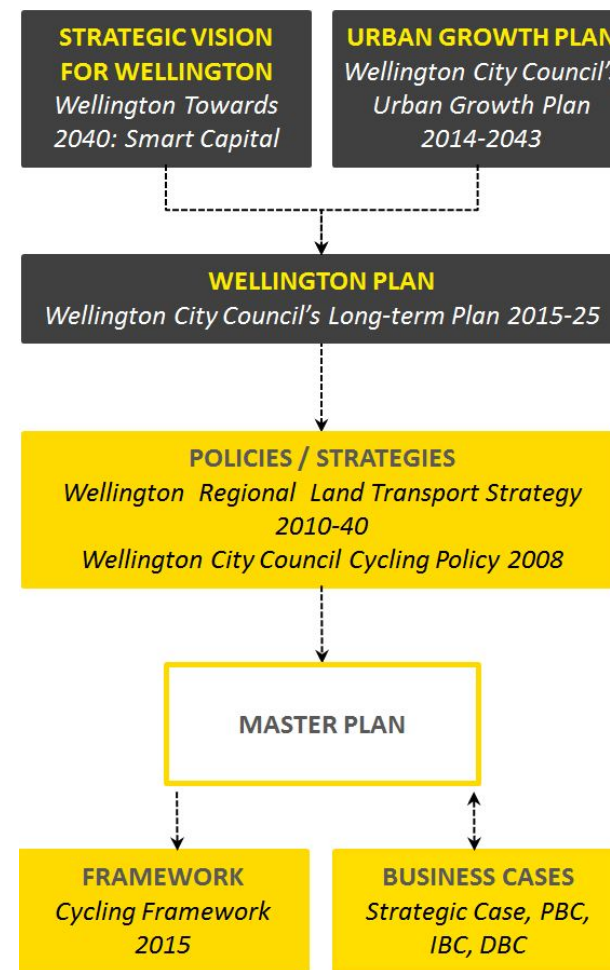 STRATEGIC VISION
FOR WELLINGTON
Wellington Towards
2040: Smart Capital
URBAN GROWTH PLAN
Wellington City Council's
Urban Growth Plan
2014-2043
WELLINGTON PLAN
Wellington City Council's Long-term Plan 2015-25
POLICIES / STRATEGIES
Wellington Regional Land Transport Strategy
2010-40
Wellington City Council Cycling Policy 2008
MASTER PLAN
FRAMEWORK
Cycling Framework
2015
BUSINESS CASES
Strategic Case, PBC,
IBC, DBC